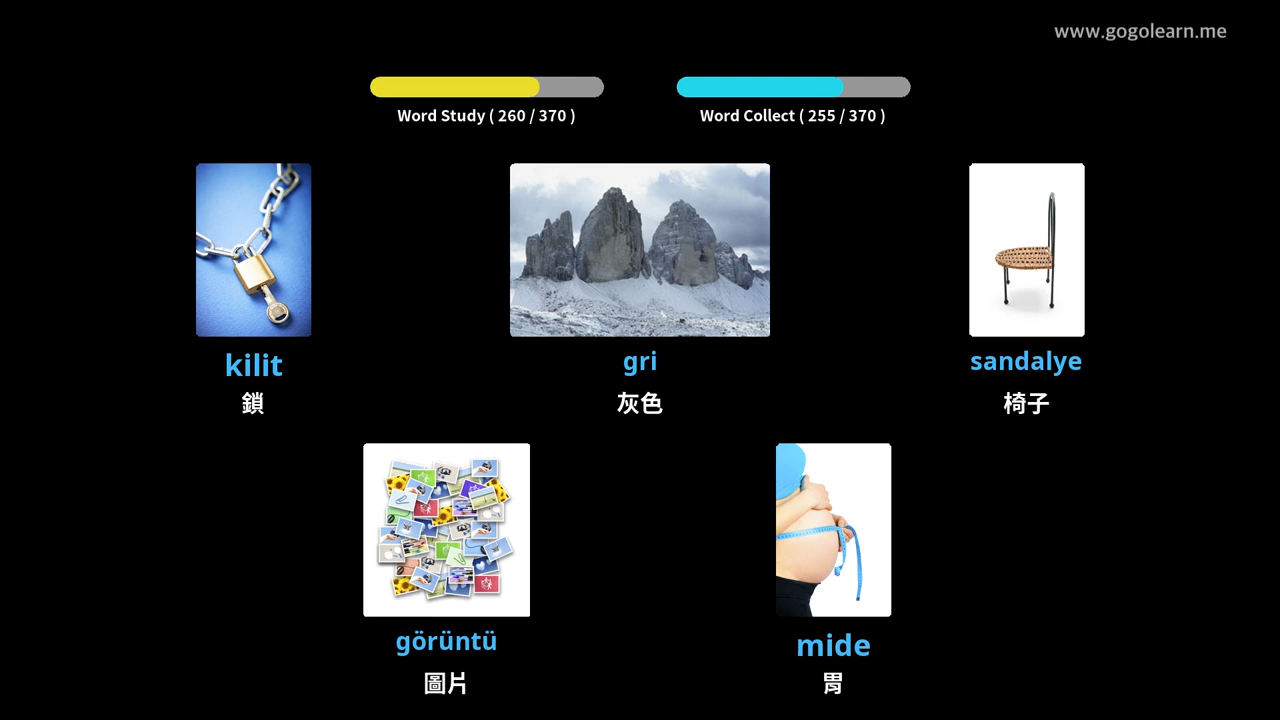 www.gogolearn.me
Word Study ( 260 / 370 )
Word Collect ( 255 / 370 )
kilit
鎖
gri
灰色
sandalye
椅子
görüntü
圖片
mide
胃